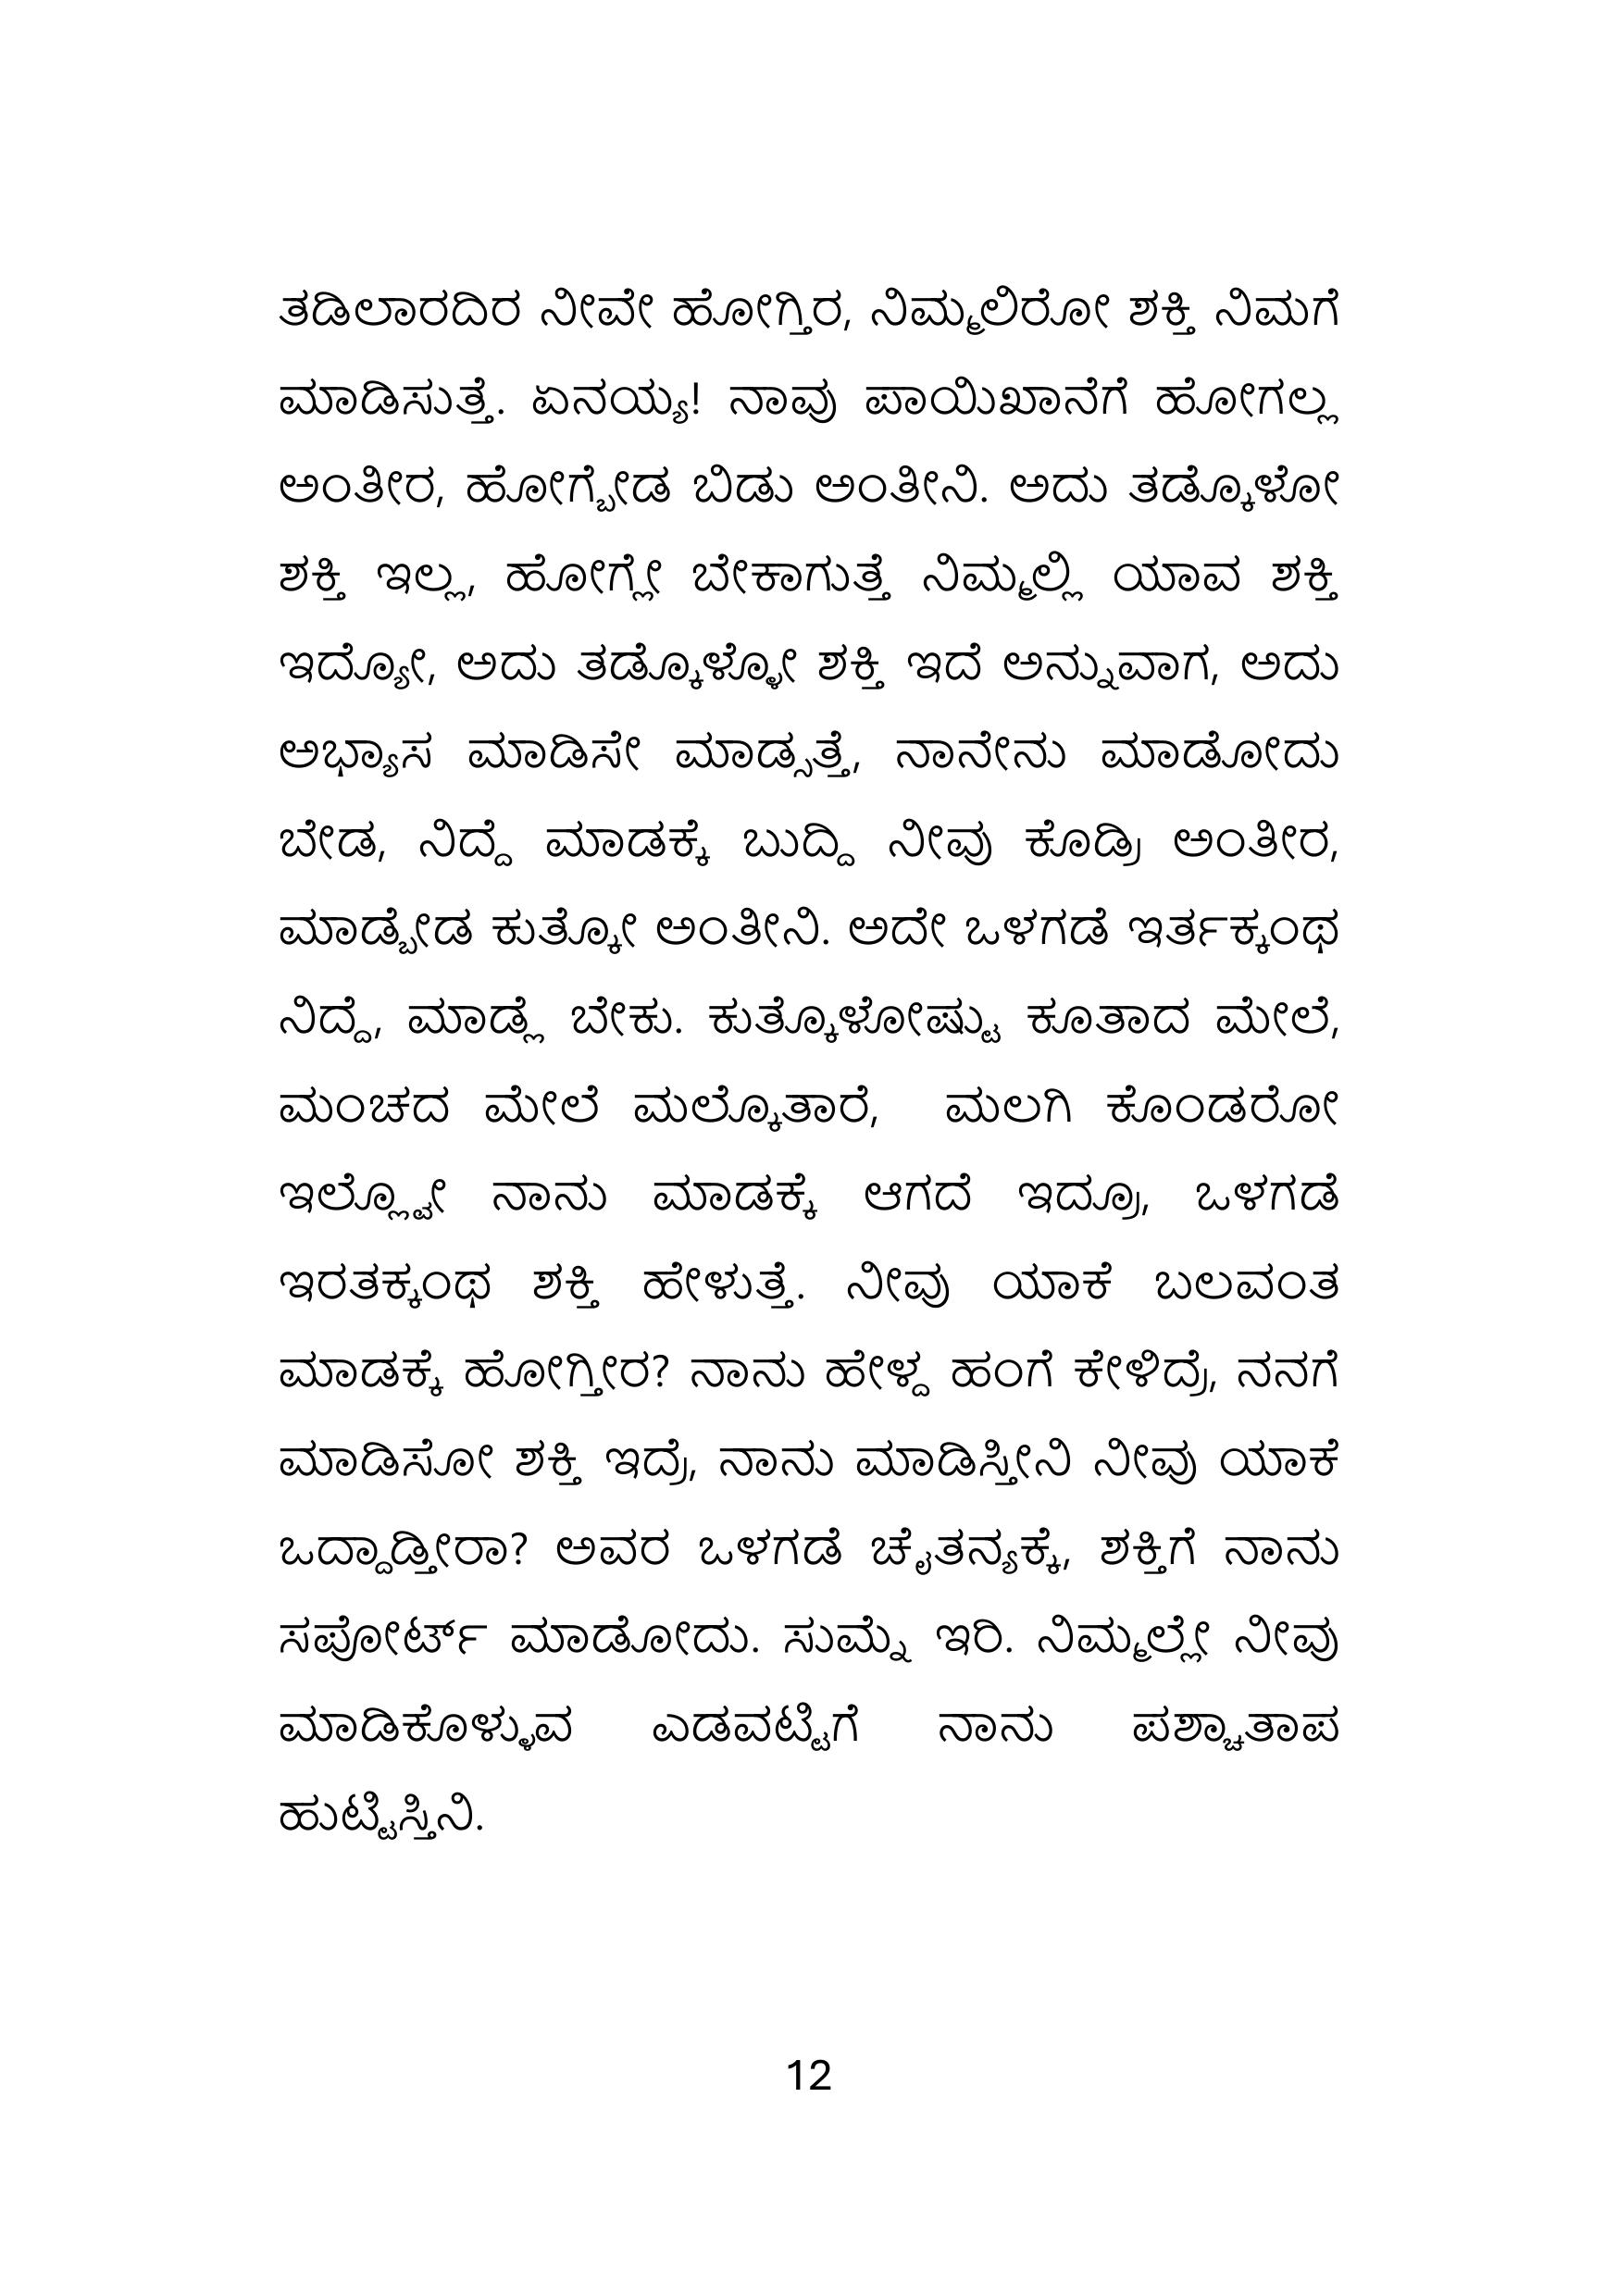 ತಡಿಲಾರದಿರ ನೀವೇ ಹೋಗ್ತಿರ, ನಿಮ್ಮಲಿರೋ ಶಕ್ತಿ ನಿಮಗೆ
ಮಾಡಿಸುತ್ತೆ. ಏನಯ್ಯ! ನಾವು ಪಾಯಿಖಾನೆಗೆ ಹೋಗಲ್ಲ
ಅಂತೀರ, ಹೋಗ್ಬೇಡ ಬಿಡು ಅಂತೀನಿ. ಅದು ತಡ್ಕೊಳೋ
ಶಕ್ತಿ ಇಲ್ಲ, ಹೋಗ್ಲೇ ಬೇಕಾಗುತ್ತೆ ನಿಮ್ಮಲ್ಲಿ ಯಾವ ಶಕ್ತಿ
ಇದ್ಯೋ, ಅದು ತಡ್ಕೊಳ್ಳೋ ಶಕ್ತಿ ಇದೆ ಅನ್ನುವಾಗ, ಅದು
ಅಭ್ಯಾಸ ಮಾಡಿಸೇ ಮಾಡ್ಸತ್ತೆ, ನಾನೇನು ಮಾಡೋದು
ಬೇಡ, ನಿದ್ದೆ ಮಾಡಕ್ಕೆ ಬುದ್ದಿ ನೀವು ಕೊಡ್ರಿ ಅಂತೀರ,
ಮಾಡ್ಬೇಡ ಕುತ್ಕೋ ಅಂತೀನಿ. ಅದೇ ಒಳಗಡೆ ಇರ್ತಕ್ಕಂಥ
ನಿದ್ದೆ, ಮಾಡ್ಲೆ ಬೇಕು. ಕುತ್ಕೊಳೋಷ್ಟು ಕೂತಾದ ಮೇಲೆ,
ಮಂಚದ ಮೇಲೆ ಮಲ್ಕೊತಾರೆ, ಮಲಗಿ ಕೊಂಡರೋ
ಇಲ್ಲ್ವೋ ನಾನು ಮಾಡಕ್ಕೆ ಆಗದೆ ಇದ್ರೂ, ಒಳಗಡೆ
ಇರತಕ್ಕಂಥ ಶಕ್ತಿ ಹೇಳುತ್ತೆ. ನೀವು ಯಾಕೆ ಬಲವಂತ
ಮಾಡಕ್ಕೆ ಹೋಗ್ತೀರ? ನಾನು ಹೇಳ್ದ ಹಂಗೆ ಕೇಳಿದ್ರೆ, ನನಗೆ
ಮಾಡಿಸೋ ಶಕ್ತಿ ಇದ್ರೆ, ನಾನು ಮಾಡಿಸ್ತೀನಿ ನೀವು ಯಾಕೆ
ಒದ್ದಾಡ್ತೀರಾ? ಅವರ ಒಳಗಡೆ ಚೈತನ್ಯಕ್ಕೆ, ಶಕ್ತಿಗೆ ನಾನು
ಸಪೋರ್ಟ್ ಮಾಡೋದು. ಸುಮ್ನೆ ಇರಿ. ನಿಮ್ಮಲ್ಲೇ ನೀವು
ಮಾಡಿಕೊಳ್ಳುವ ಎಡವಟ್ಟಿಗೆ ನಾನು ಪಶ್ಚಾತಾಪ
ಹುಟ್ಟಿಸ್ತಿನಿ.
12